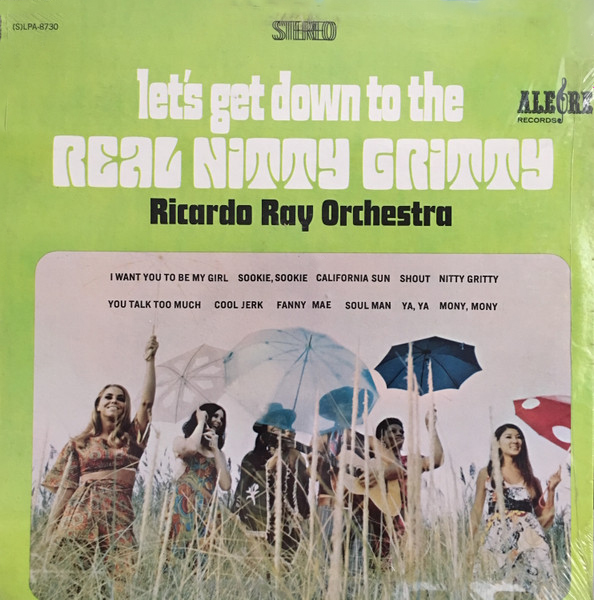 (S)LPA-8730
STEREO
let's get down to the
ALEGRE
RECORDS
REAL NITTY GRITTY
Ricardo Ray Orchestra
I WANT YOU TO BE MY GIRL SOOKIE, SOOKIE CALIFORNIA SUN SHOUT NITTY GRITTY
YOU TALK TOO MUCH COOL JERK FANNY MAE SOUL MAN YA, YA MONY, MONY